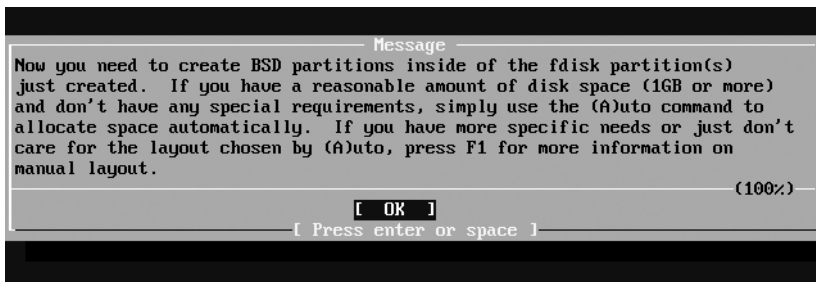 Message
Now you need to create BSD partitions inside of the fdisk partition(s)
just created.  If you have a reasonable amount of disk space (1GB or more)
and don't have any special requirements, simply use the (A)uto command to
allocate space automatically.  If you have more specific needs or just don't
care for the layout chosen by (A)uto, press F1 for more information on
manual layout.
(100%)
[  OK  ]
[ Press enter or space ]